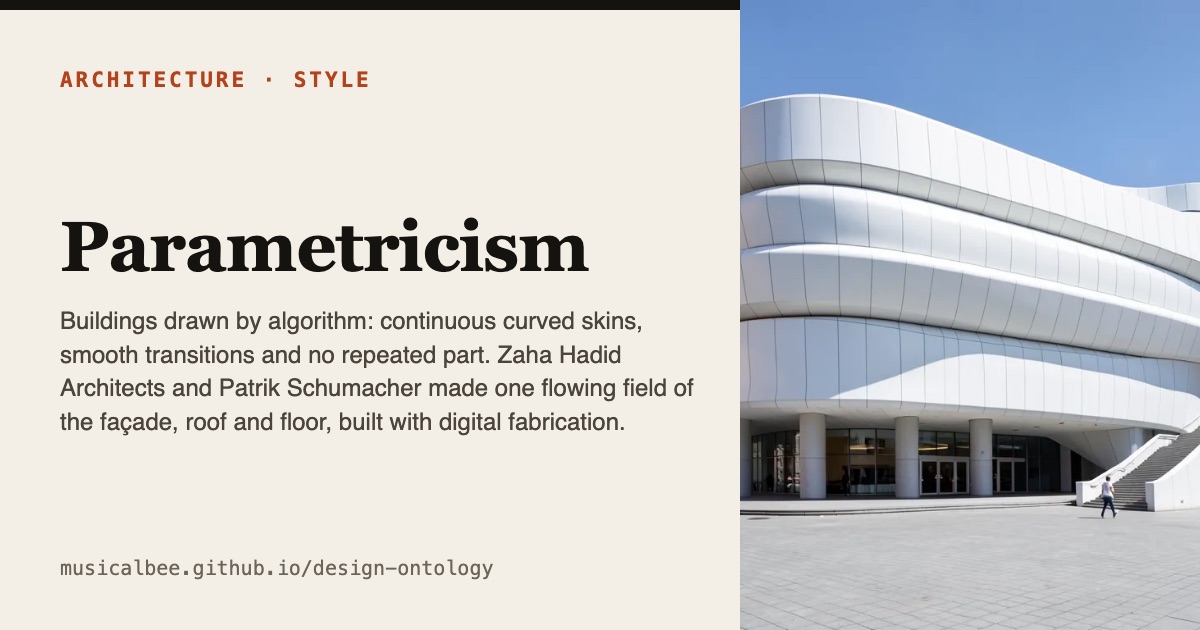 ARCHITECTURE · STYLE
Parametricism
Buildings drawn by algorithm: continuous curved skins,
smooth transitions and no repeated part. Zaha Hadid
Architects and Patrik Schumacher made one flowing field of
the façade, roof and floor, built with digital fabrication.
musicalbee.github.io/design-ontology